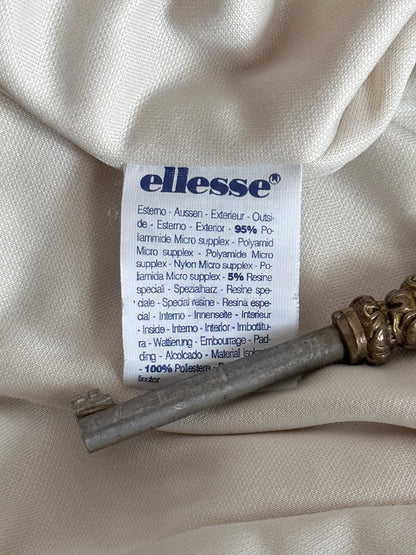 ellesse®
Esterno - Aussen - Exterieur - Outsi-
de - Esterno - Exterior - 95% Po-
liammide Micro supplex - Polyamid
Micro supplex - Polyamide Micro
supplex - Nylon Micro supplex - Po-
liamida Micro supplex - 5% Resine
speciali - Spezialharz - Resine spe-
ciale - Special resine - Resina espe-
cial - Interno - Innenseite - Interieur
- Inside - Interno - Interior - Imbottitu-
ra - Wattierung - Embourrage - Pad-
ding - Alcolcado - Material
- 100% Poliestere
liester